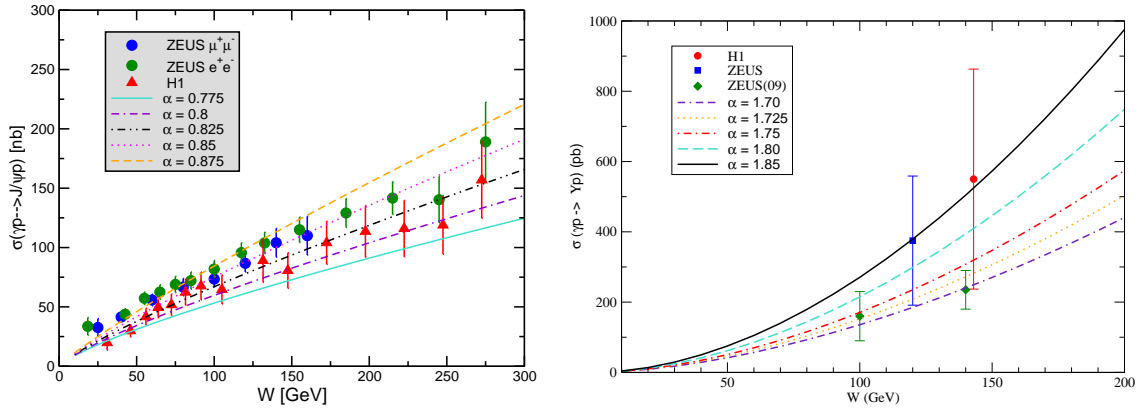 σ(γp-->J/ψp) [nb]
300
250
200
150
100
50
0
ZEUS μ⁺μ⁻
ZEUS e⁺e⁻
H1
α = 0.775
α = 0.8
α = 0.825
α = 0.85
α = 0.875
0 50 100 150 200 250 300
W [GeV]
σ (γp -> Yp) (pb)
1000
800
600
400
200
0
H1
ZEUS
ZEUS(09)
α = 1.70
α = 1.725
α = 1.75
α = 1.80
α = 1.85
50 100 150 200
W (GeV)